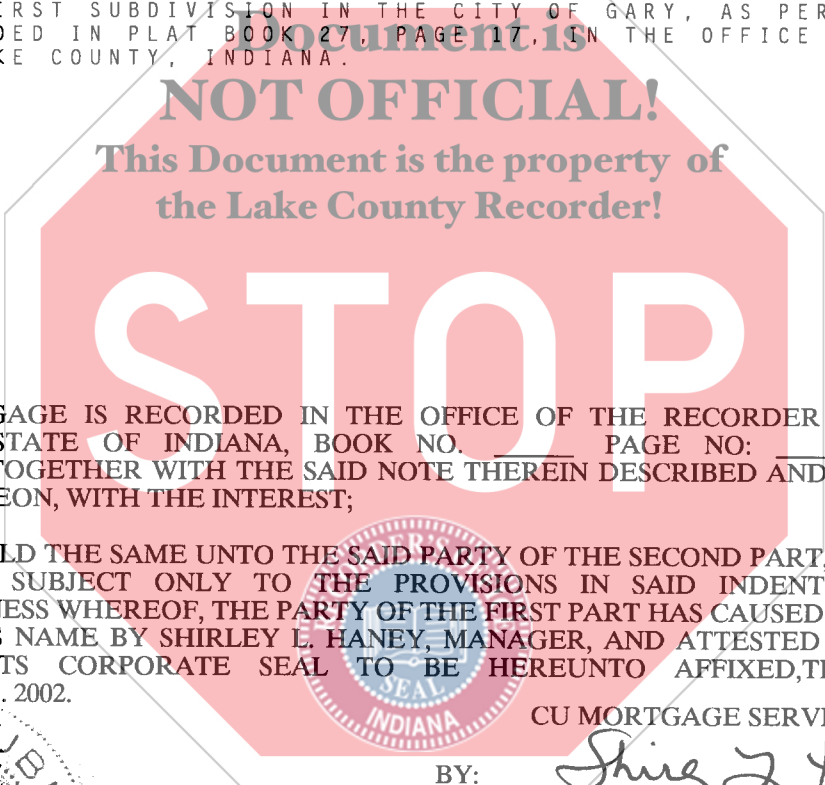 ERST SUBDIVISION IN THE CITY OF GARY, AS PER
DED IN PLAT BOOK 27, PAGE 17, IN THE OFFICE
KE COUNTY, INDIANA.
Document is
NOT OFFICIAL!
This Document is the property of
the Lake County Recorder!
STOP
GAGE IS RECORDED IN THE OFFICE OF THE RECORDER
STATE OF INDIANA, BOOK NO. ______ PAGE NO: ____
TOGETHER WITH THE SAID NOTE THEREIN DESCRIBED AND
EON, WITH THE INTEREST;
LD THE SAME UNTO THE SAID PARTY OF THE SECOND PART,
SUBJECT ONLY TO THE PROVISIONS IN SAID INDENT
NESS WHEREOF, THE PARTY OF THE FIRST PART HAS CAUSED
S NAME BY SHIRLEY L. HANEY, MANAGER, AND ATTESTED
TS CORPORATE SEAL TO BE HEREUNTO AFFIXED,TH
. 2002.
SEAL
INDIANA
CU MORTGAGE SERVI
BY: